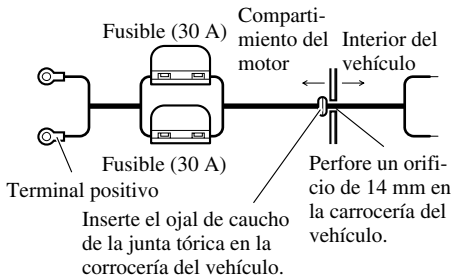 Fusible (30 A)
Comparti-
miento del
motor
Interior del
vehículo
Fusible (30 A)
Terminal positivo
Inserte el ojal de caucho
de la junta tórica en la
corrocería del vehículo.
Perfore un orifi-
cio de 14 mm en
la carrocería del
vehículo.